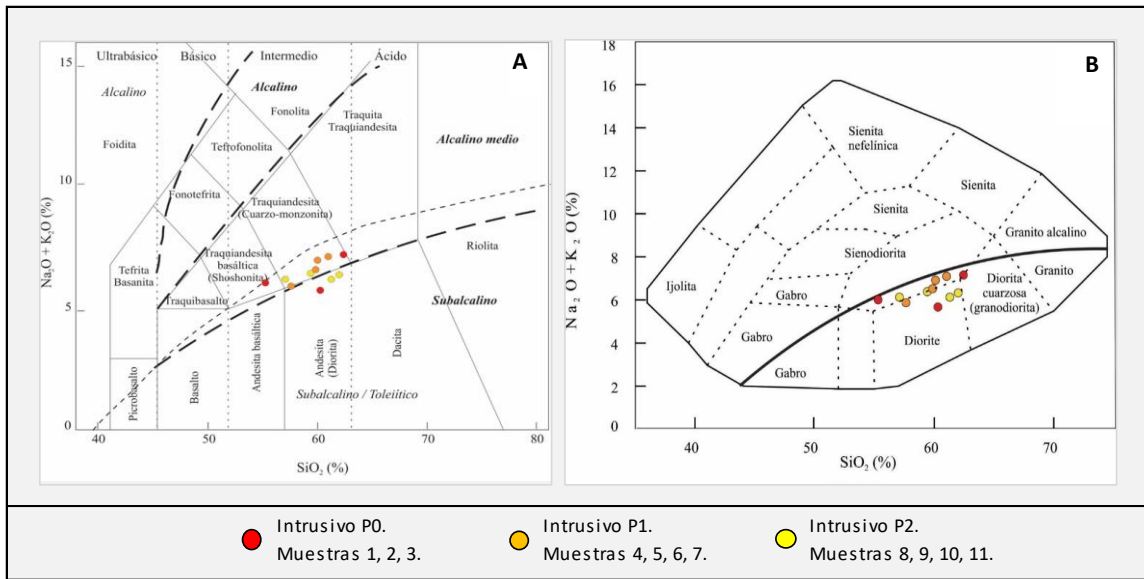 A
Ultrabásico
Básico
Intermedio
Ácido
Alcalino
Alcalino
Foidita
Fonolita
Tefrofonolita
Traquita
Traquiandesita
Alcalino medio
Fonotefrita
Traquiandesita
(Cuarzo-monzonita)
Traquiandesita
basáltica
(Shoshonita)
Tefrita
Basanita
Traquibasalto
Riolita
Subalcalino
Picrobasalto
Basalto
Andesita basáltica
Andesita
(Diorita)
Dacita
Subalcalino / Toleiítico
15
10
5
0
Na₂O + K₂O (%)
40
50
60
70
80
SiO₂ (%)
B
18
16
14
12
10
8
6
4
2
0
Na₂O + K₂O (%)
Sienita
nefelínica
Sienita
Sienita
Sienodiorita
Granito alcalino
Ijolita
Gabro
Gabro
Gabro
Diorite
Diorita
cuarzosa
(granodiorita)
Granito
40
50
60
70
SiO₂ (%)
Intrusivo P0.
Muestras 1, 2, 3.
Intrusivo P1.
Muestras 4, 5, 6, 7.
Intrusivo P2.
Muestras 8, 9, 10, 11.